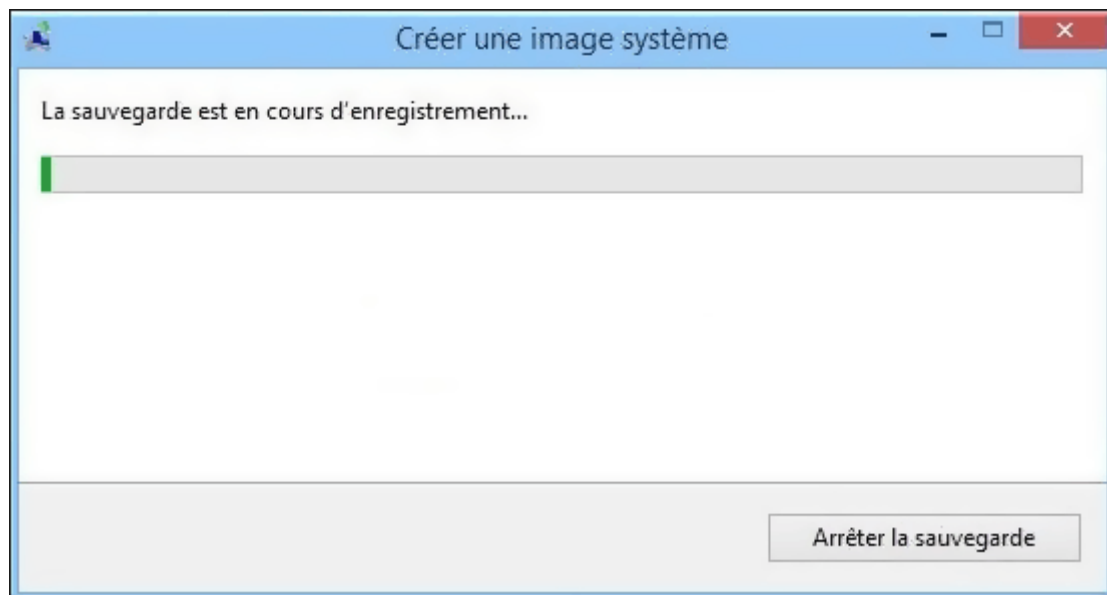 Créer une image système
La sauvegarde est en cours d'enregistrement...
Arrêter la sauvegarde